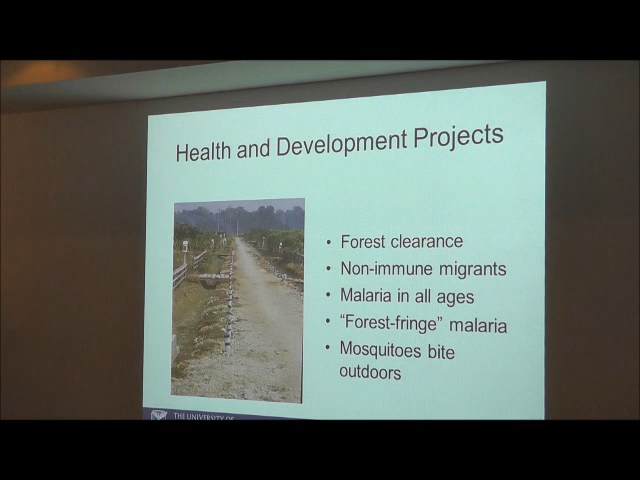 Health and Development Projects
• Forest clearance
• Non-immune migrants
• Malaria in all ages
• “Forest-fringe” malaria
• Mosquitoes bite
outdoors
THE UNIVERSITY OF